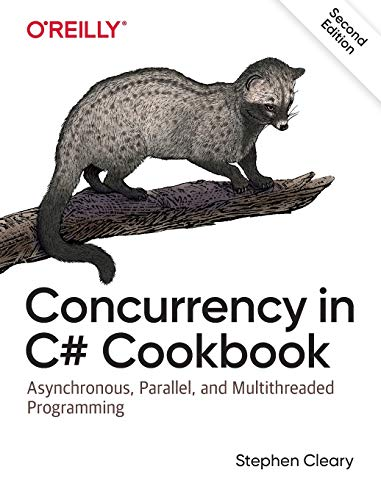 O'REILLY®
Second
Edition
Concurrency in
C# Cookbook
Asynchronous, Parallel, and Multithreaded
Programming
Stephen Cleary